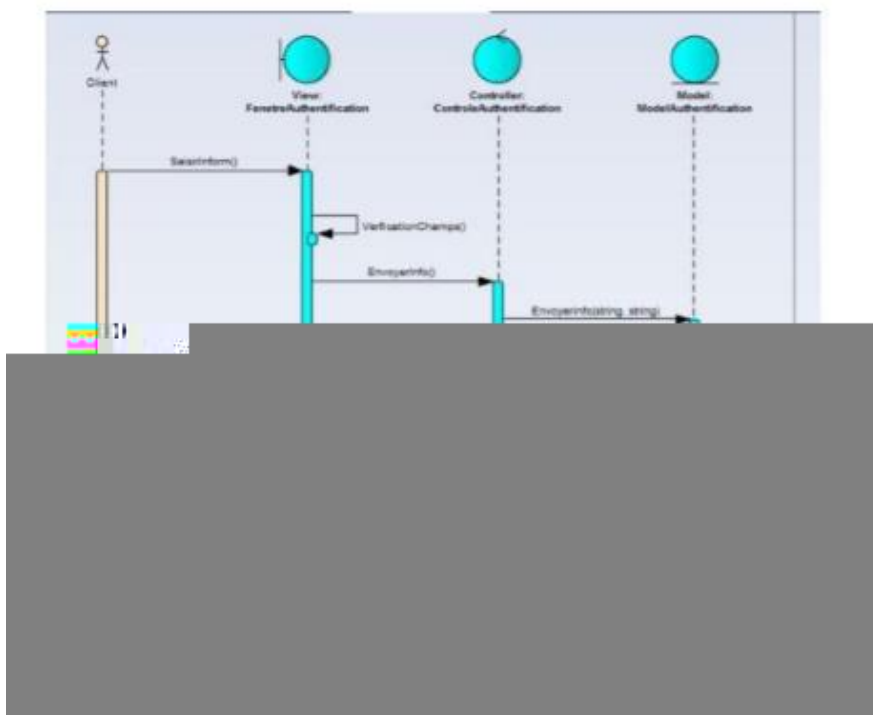 Client
View:
FenetreAuthentification
Controller:
ControleAuthentification
Model:
ModelAuthentification
SaisirInform()
VerificationChamps()
EnvoyerInfo()
EnvoyerInfo(string, string)